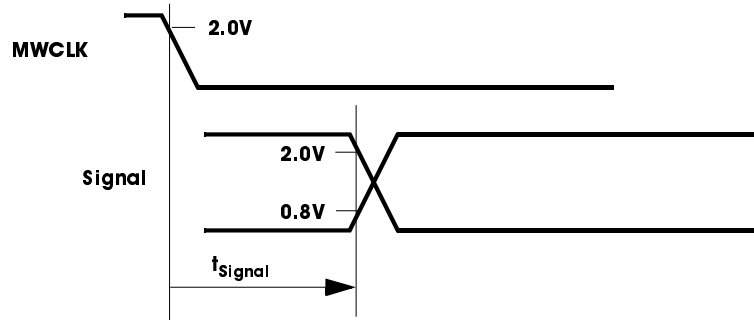 2.0V
MWCLK
2.0V
Signal
0.8V
tSignal